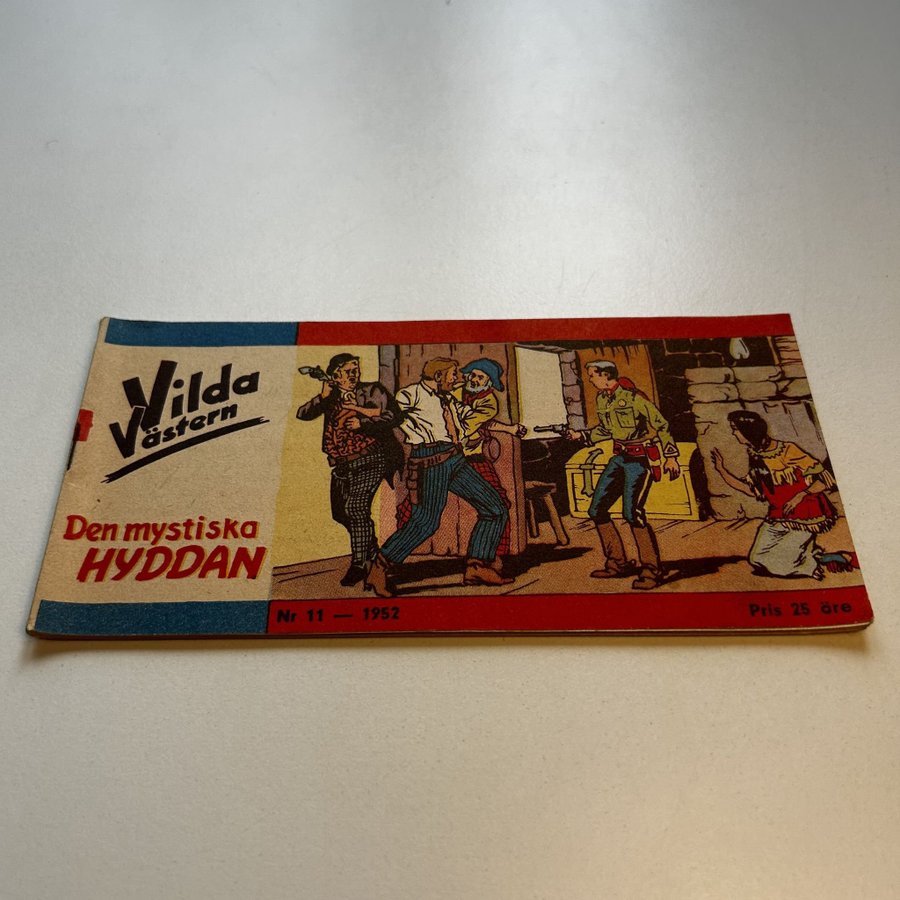 Vilda
Västern
Den mystiska
HYDDAN
Nr 11 — 1952
Pris 25 öre